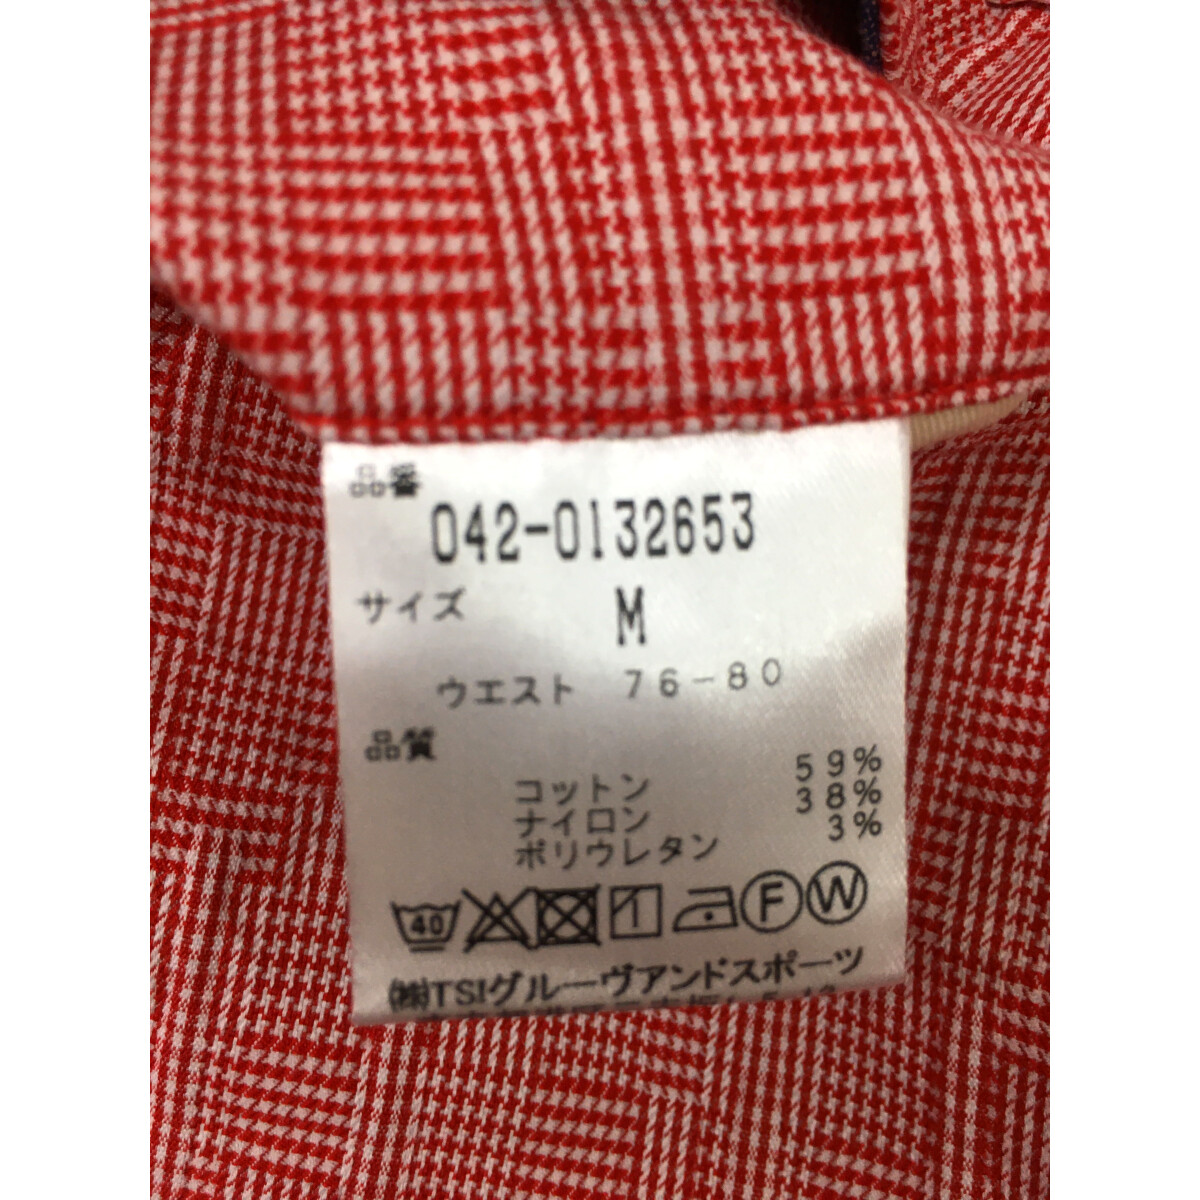 品番
042-0132653
サイズ M
ウエスト 76-80
品質
コットン 59%
ナイロン 38%
ポリウレタン 3%
40 F W
㈱TSIグルーヴアンドスポーツ